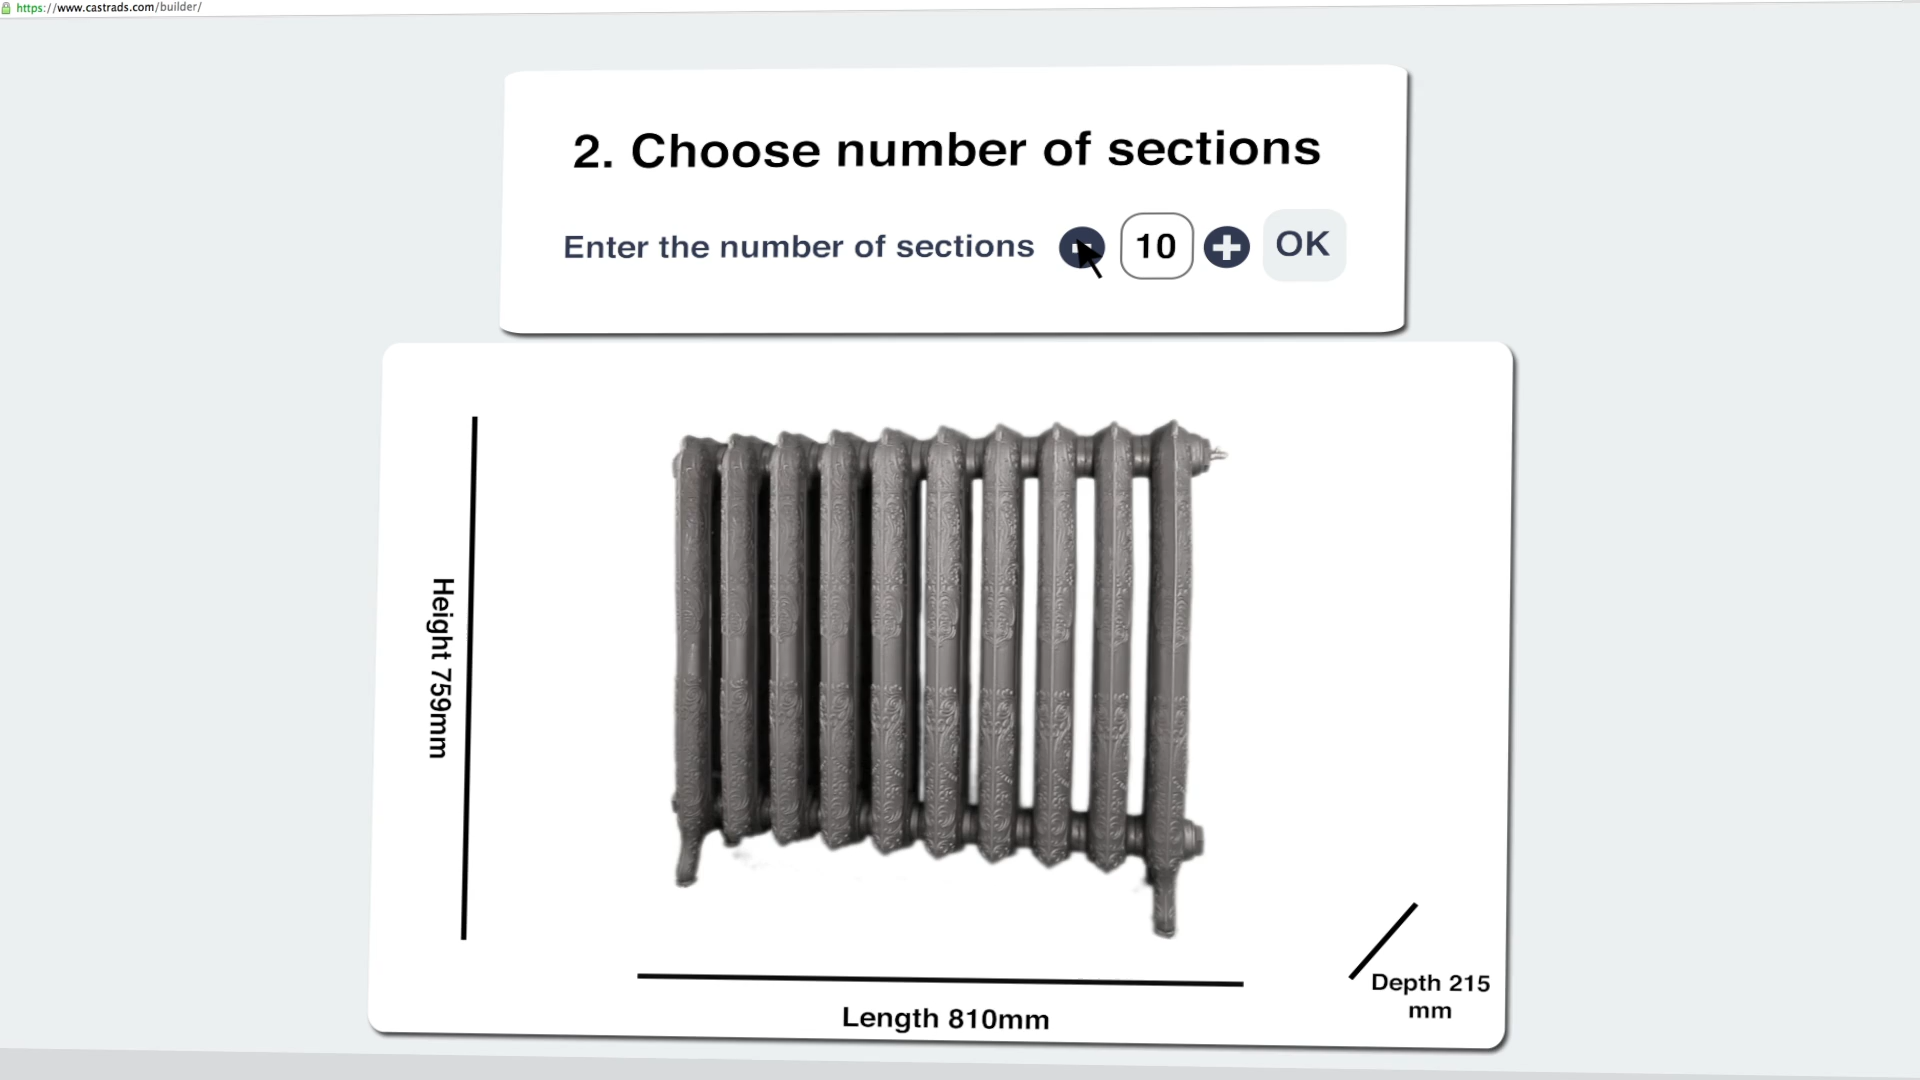 https://www.castrads.com/builder/
2. Choose number of sections
Enter the number of sections - 10 + OK
Height 759mm
Length 810mm
Depth 215
mm